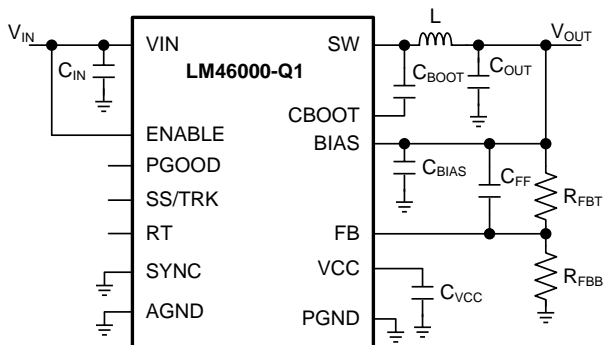 VIN
VIN
CIN
LM46000-Q1
SW
L
VOUT
CBOOT
COUT
CBOOT
ENABLE
BIAS
PGOOD
CBIAS
CFF
RFBT
SS/TRK
RT
FB
SYNC
VCC
CVCC
RFBB
AGND
PGND